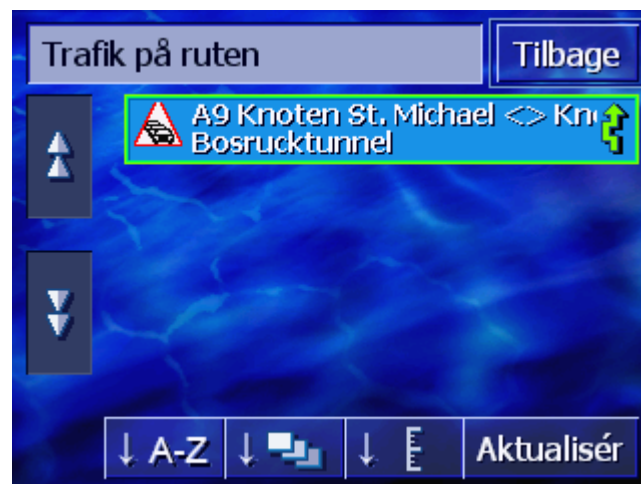 Trafik på ruten
Tilbage
A9 Knoten St. Michael <> Kn
Bosrucktunnel
A-Z
Aktualisér